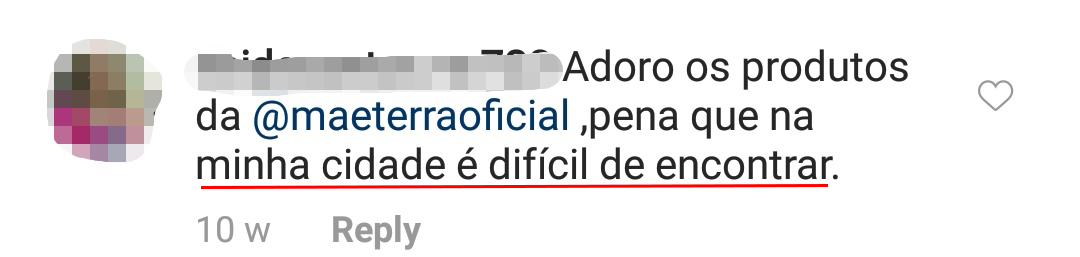 Adoro os produtos
da @maeterraoficial ,pena que na
minha cidade é difícil de encontrar.
10 w Reply